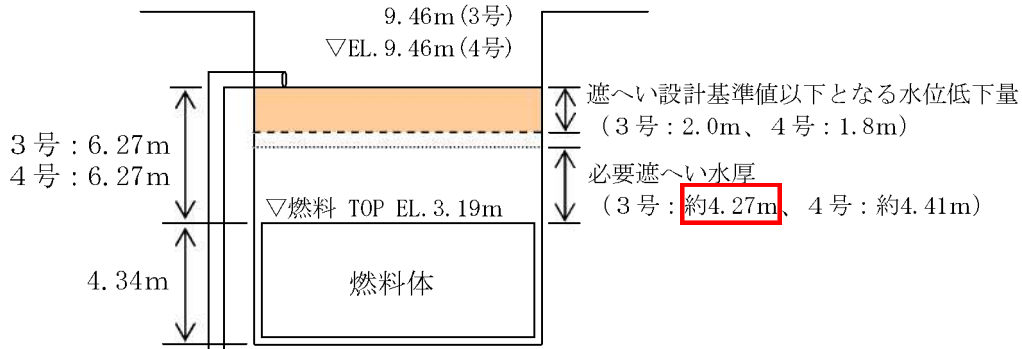 9.46m(3号)
▽EL.9.46m(4号)
遮へい設計基準値以下となる水位低下量
(3号:2.0m、4号:1.8m)
3号:6.27m
4号:6.27m
必要遮へい水厚
(3号:約4.27m、4号:約4.41m)
▽燃料 TOP EL.3.19m
4.34m
燃料体